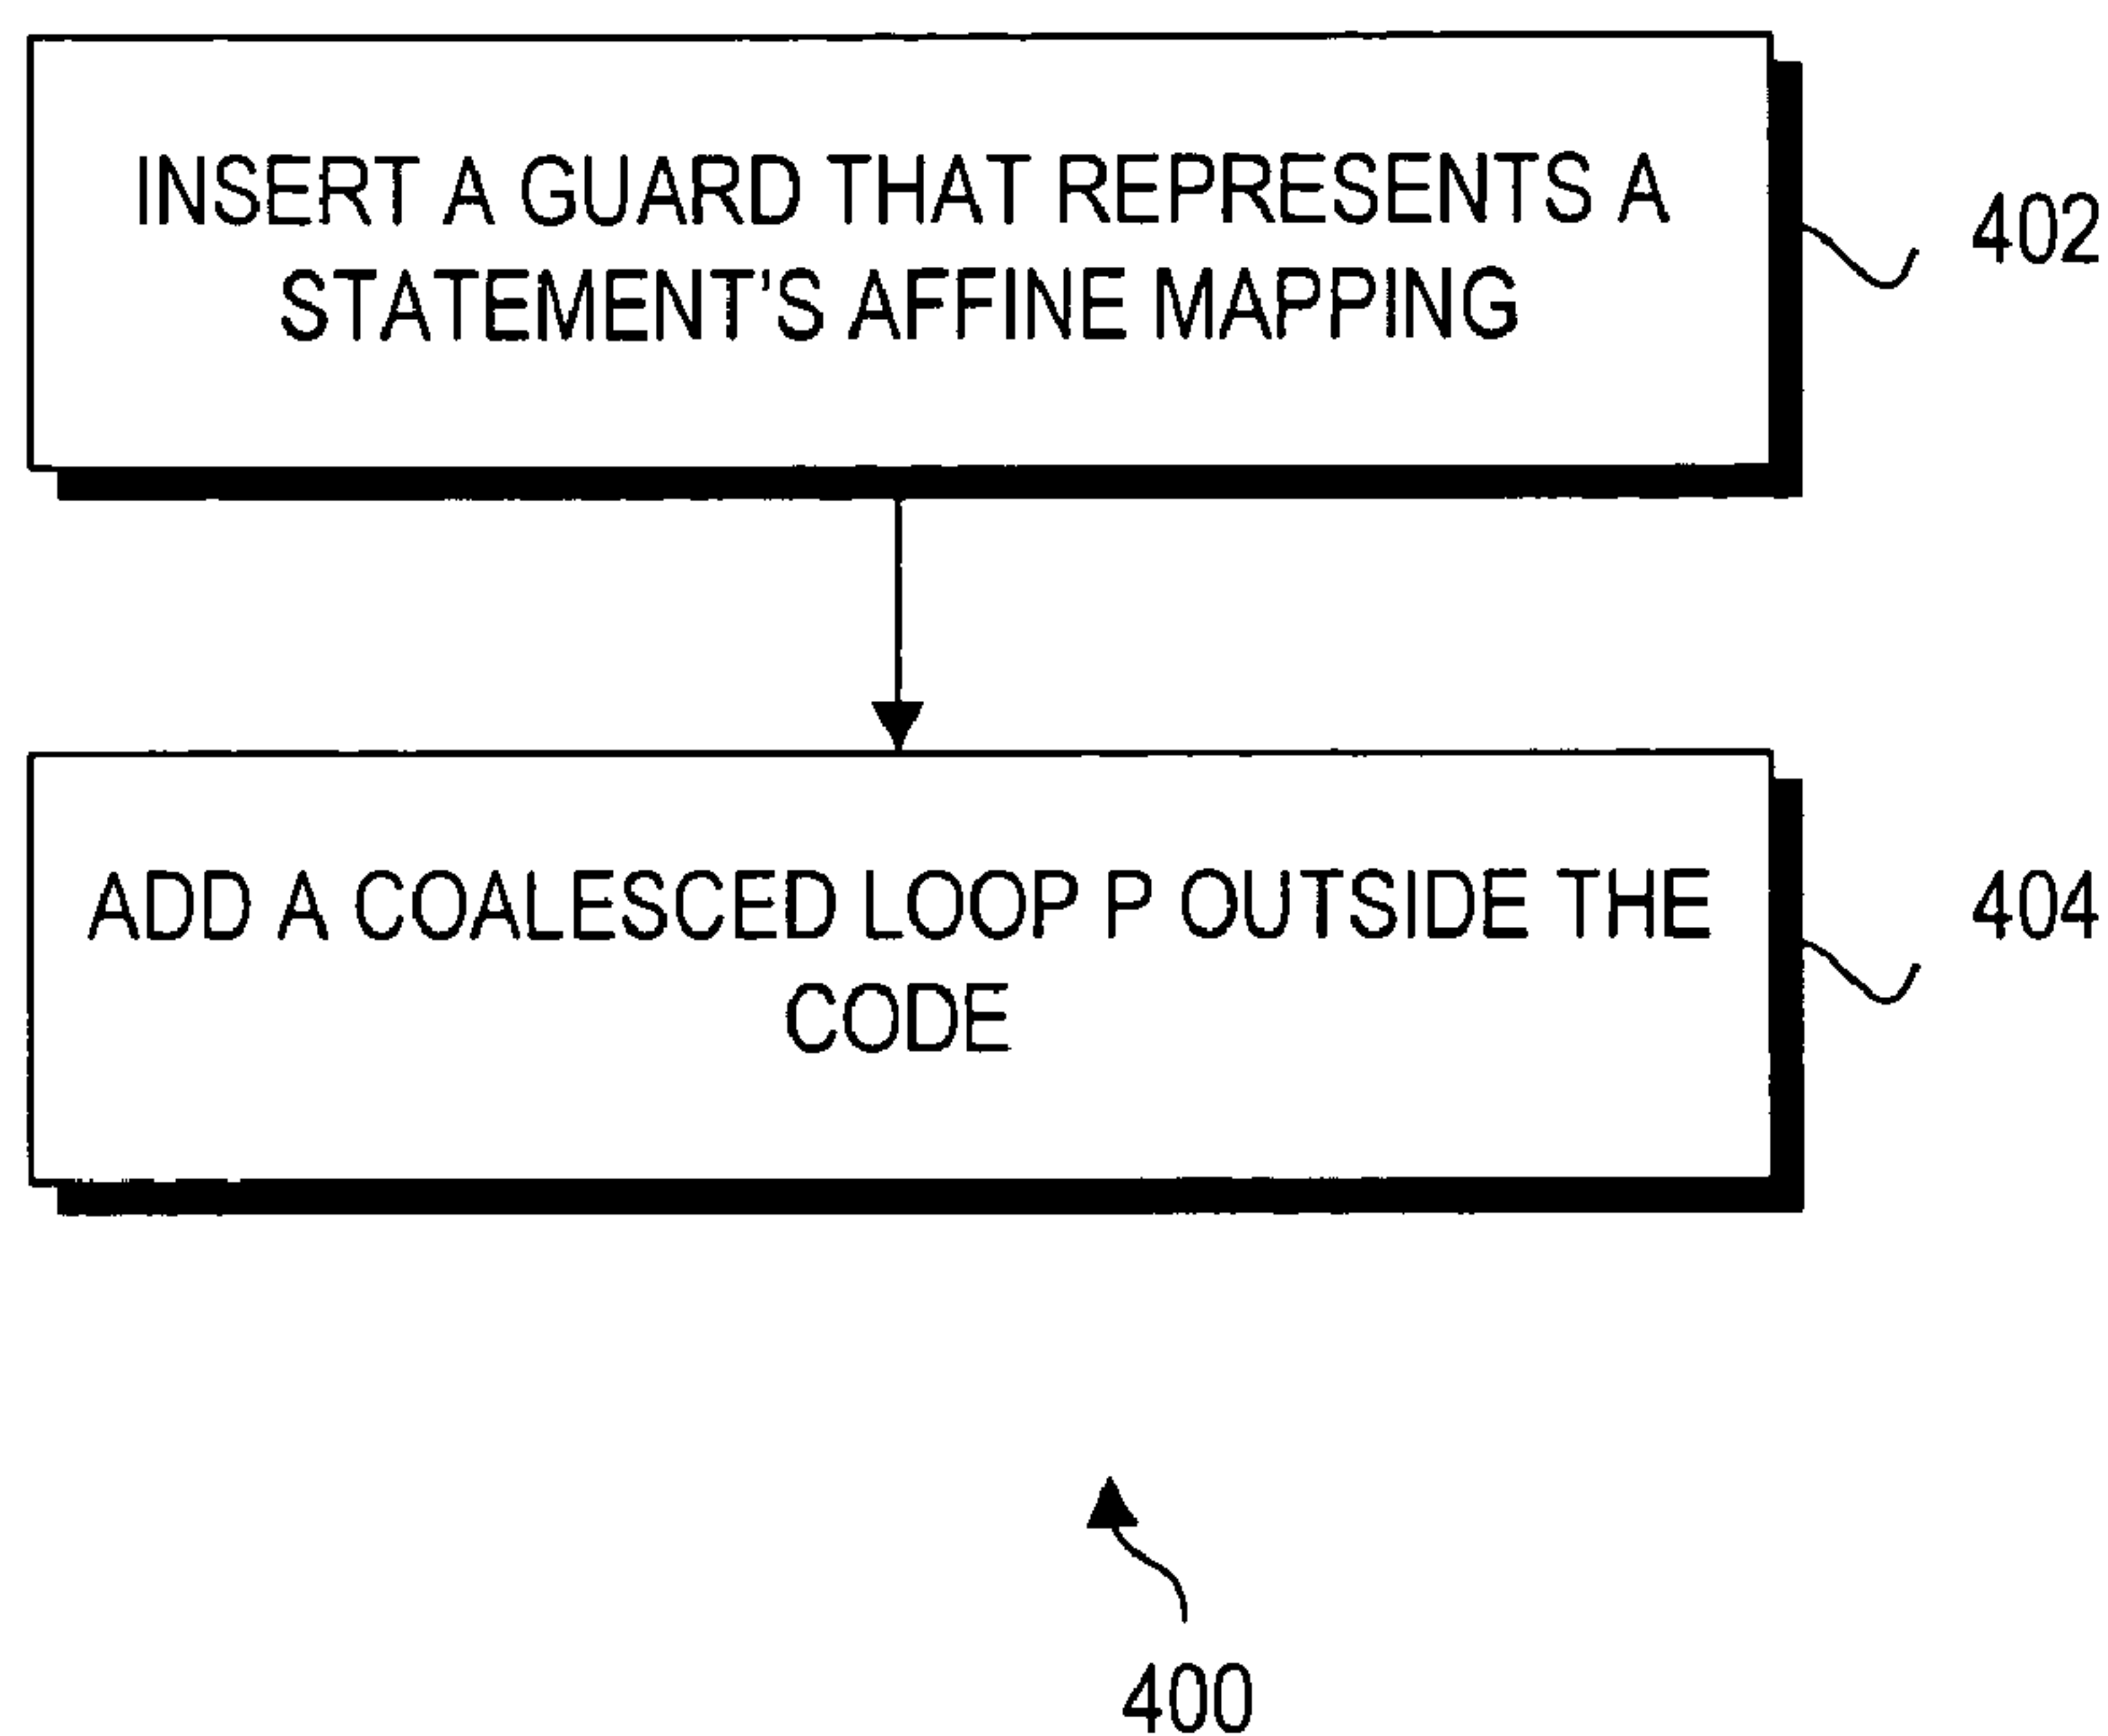 INSERT A GUARD THAT REPRESENTS A
STATEMENT'S AFFINE MAPPING
402
ADD A COALESCED LOOP P OUTSIDE THE
CODE
404
400